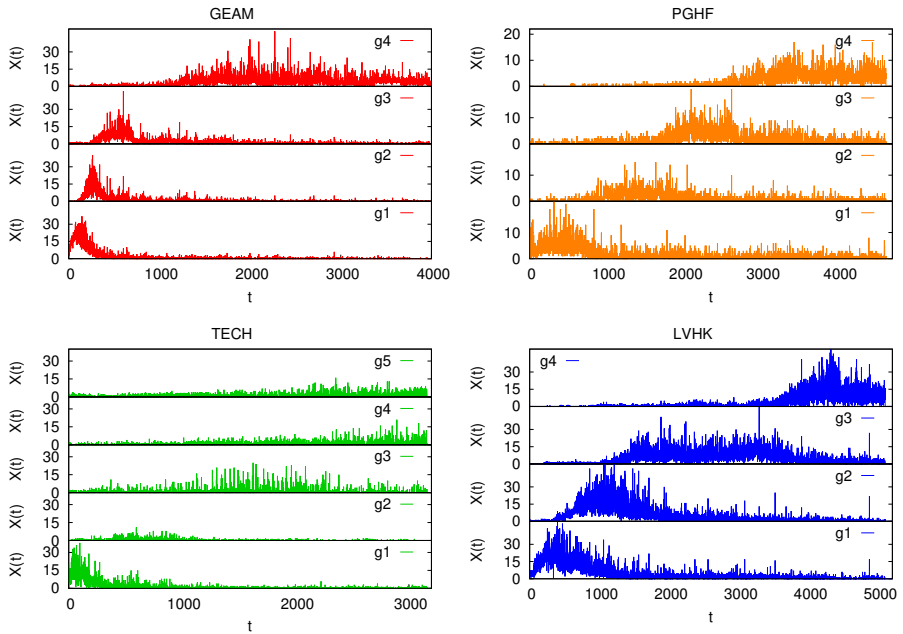 GEAM
X(t) 30 15 0 g4
X(t) 30 15 0 g3
X(t) 30 15 0 g2
X(t) 30 15 0 g1
0 1000 2000 3000 4000
t
PGHF
X(t) 20 10 0 g4
X(t) 10 0 g3
X(t) 10 0 g2
X(t) 10 0 g1
0 1000 2000 3000 4000
t
TECH
X(t) 30 15 0 g5
X(t) 30 15 0 g4
X(t) 30 15 0 g3
X(t) 30 15 0 g2
X(t) 30 15 0 g1
0 1000 2000 3000
t
LVHK
X(t) 30 15 0 g4
X(t) 30 15 0 g3
X(t) 30 15 0 g2
X(t) 30 15 0 g1
0 1000 2000 3000 4000 5000
t